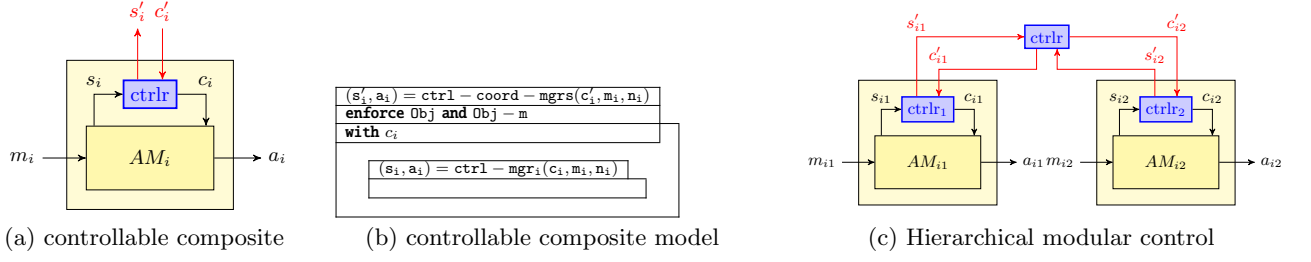 s′ᵢ c′ᵢ
sᵢ cᵢ
ctrlr
mᵢ AMᵢ aᵢ
(a) controllable composite
(s′ᵢ, aᵢ) = ctrl − coord − mgrs(c′ᵢ, mᵢ, nᵢ)
enforce Obj and Obj − m
with cᵢ
(sᵢ, aᵢ) = ctrl − mgrᵢ(cᵢ, mᵢ, nᵢ)
(b) controllable composite model
s′ᵢ₁ ctrlr c′ᵢ₂
c′ᵢ₁ s′ᵢ₂
sᵢ₁ ctrlr₁ cᵢ₁ sᵢ₂ ctrlr₂ cᵢ₂
mᵢ₁ AMᵢ₁ aᵢ₁ mᵢ₂ AMᵢ₂ aᵢ₂
(c) Hierarchical modular control